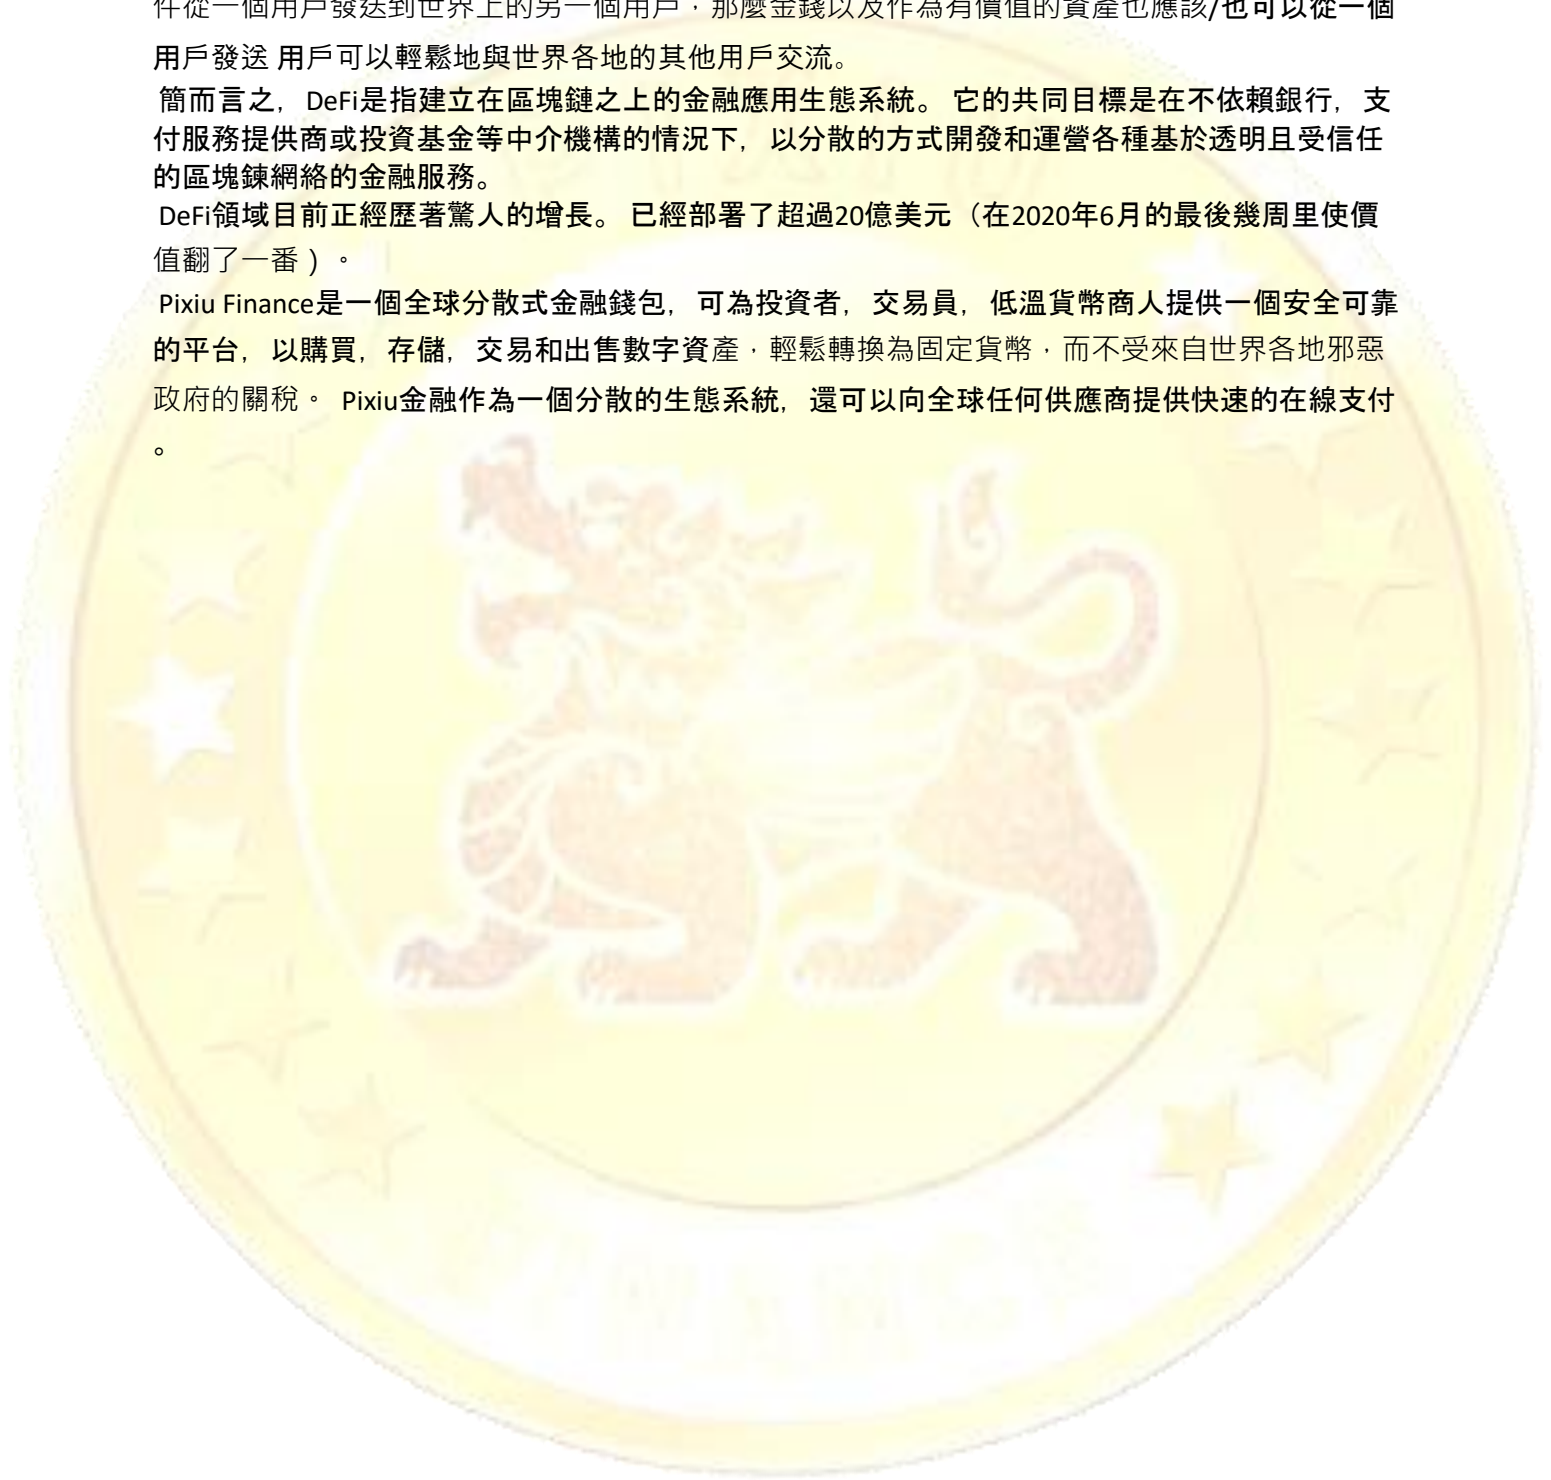 件從一個用戶發送到世界上的另一個用戶，那麼金錢以及作為有價值的資產也應該/也可以從一個
用戶發送 用戶可以輕鬆地與世界各地的其他用戶交流。
簡而言之，DeFi是指建立在區塊鏈之上的金融應用生態系統。 它的共同目標是在不依賴銀行，支
付服務提供商或投資基金等中介機構的情況下，以分散的方式開發和運營各種基於透明且受信任
的區塊鍊網絡的金融服務。
DeFi領域目前正經歷著驚人的增長。 已經部署了超過20億美元（在2020年6月的最後幾周里使價
值翻了一番）。
Pixiu Finance是一個全球分散式金融錢包，可為投資者，交易員，低溫貨幣商人提供一個安全可靠
的平台，以購買，存儲，交易和出售數字資產，輕鬆轉換為固定貨幣，而不受來自世界各地邪惡
政府的關稅。 Pixiu金融作為一個分散的生態系統，還可以向全球任何供應商提供快速的在線支付
。